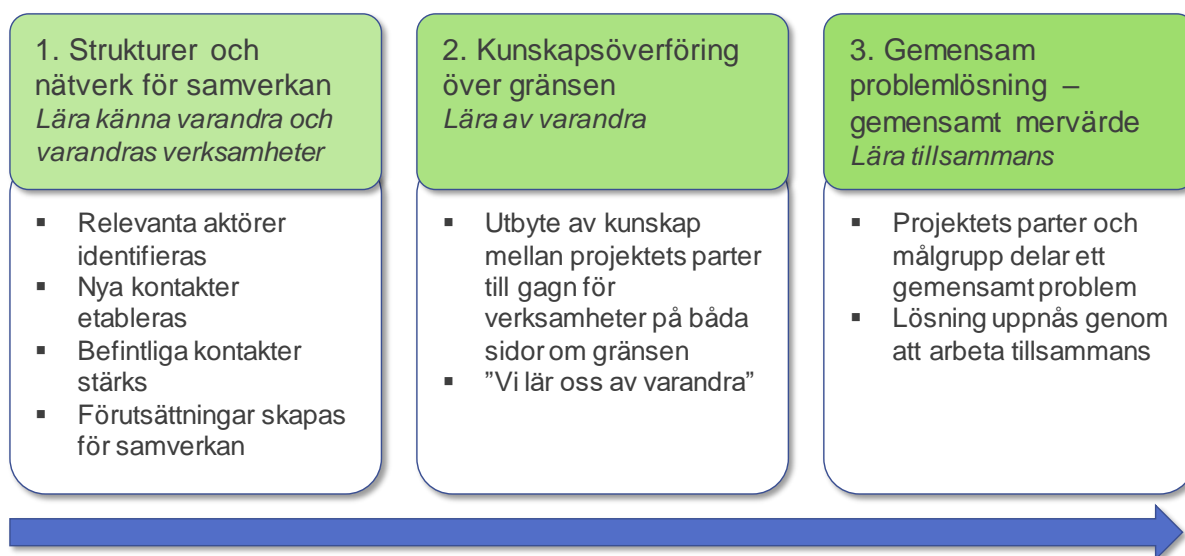 1. Strukturer och
nätverk för samverkan
Lära känna varandra och
varandras verksamheter
▪ Relevanta aktörer
identifieras
▪ Nya kontakter
etableras
▪ Befintliga kontakter
stärks
▪ Förutsättningar skapas
för samverkan
2. Kunskapsöverföring
över gränsen
Lära av varandra
▪ Utbyte av kunskap
mellan projektets parter
till gagn för
verksamheter på båda
sidor om gränsen
▪ ”Vi lär oss av varandra”
3. Gemensam
problemlösning –
gemensamt mervärde
Lära tillsammans
▪ Projektets parter och
målgrupp delar ett
gemensamt problem
▪ Lösning uppnås genom
att arbeta tillsammans